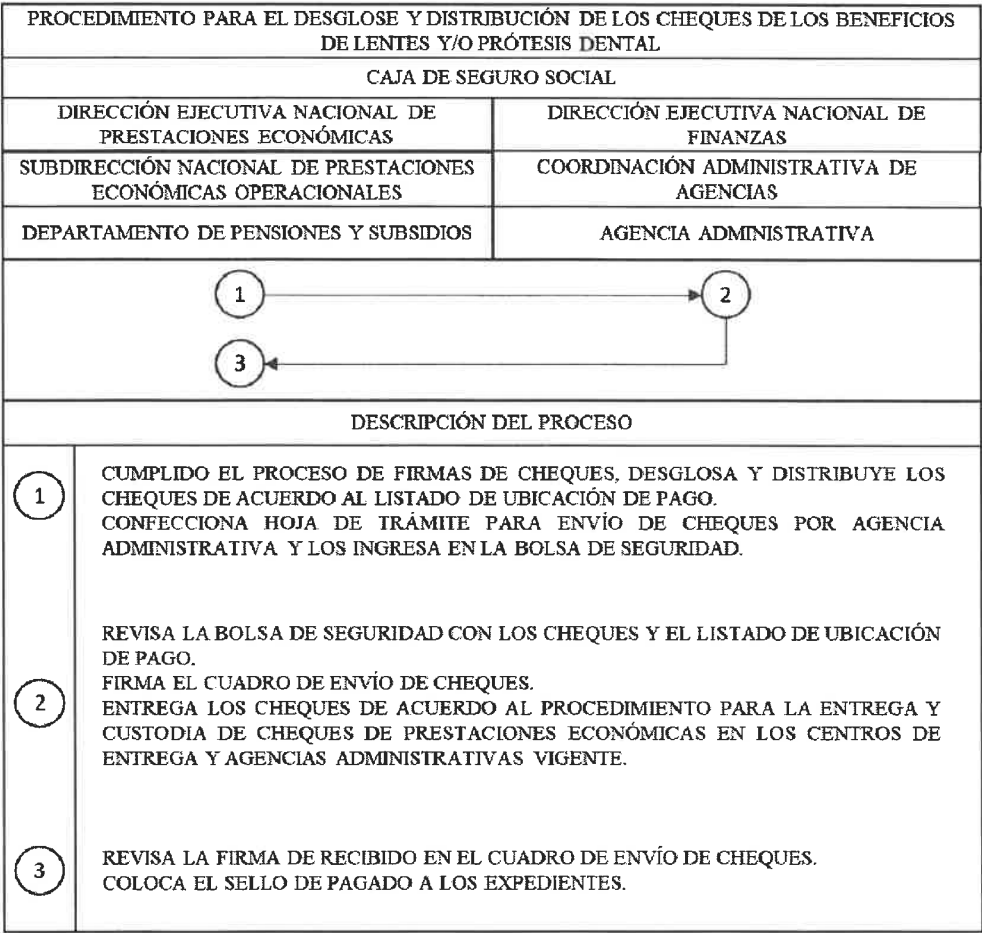 PROCEDIMIENTO PARA EL DESGLOSE Y DISTRIBUCIÓN DE LOS CHEQUES DE LOS BENEFICIOS
DE LENTES Y/O PRÓTESIS DENTAL
CAJA DE SEGURO SOCIAL
DIRECCIÓN EJECUTIVA NACIONAL DE
PRESTACIONES ECONÓMICAS
DIRECCIÓN EJECUTIVA NACIONAL DE
FINANZAS
SUBDIRECCIÓN NACIONAL DE PRESTACIONES
ECONÓMICAS OPERACIONALES
COORDINACIÓN ADMINISTRATIVA DE
AGENCIAS
DEPARTAMENTO DE PENSIONES Y SUBSIDIOS
AGENCIA ADMINISTRATIVA
1
2
3
DESCRIPCIÓN DEL PROCESO
1
CUMPLIDO EL PROCESO DE FIRMAS DE CHEQUES, DESGLOSA Y DISTRIBUYE LOS
CHEQUES DE ACUERDO AL LISTADO DE UBICACIÓN DE PAGO.
CONFECCIONA HOJA DE TRÁMITE PARA ENVÍO DE CHEQUES POR AGENCIA
ADMINISTRATIVA Y LOS INGRESA EN LA BOLSA DE SEGURIDAD.
2
REVISA LA BOLSA DE SEGURIDAD CON LOS CHEQUES Y EL LISTADO DE UBICACIÓN
DE PAGO.
FIRMA EL CUADRO DE ENVÍO DE CHEQUES.
ENTREGA LOS CHEQUES DE ACUERDO AL PROCEDIMIENTO PARA LA ENTREGA Y
CUSTODIA DE CHEQUES DE PRESTACIONES ECONÓMICAS EN LOS CENTROS DE
ENTREGA Y AGENCIAS ADMINISTRATIVAS VIGENTE.
3
REVISA LA FIRMA DE RECIBIDO EN EL CUADRO DE ENVÍO DE CHEQUES.
COLOCA EL SELLO DE PAGADO A LOS EXPEDIENTES.